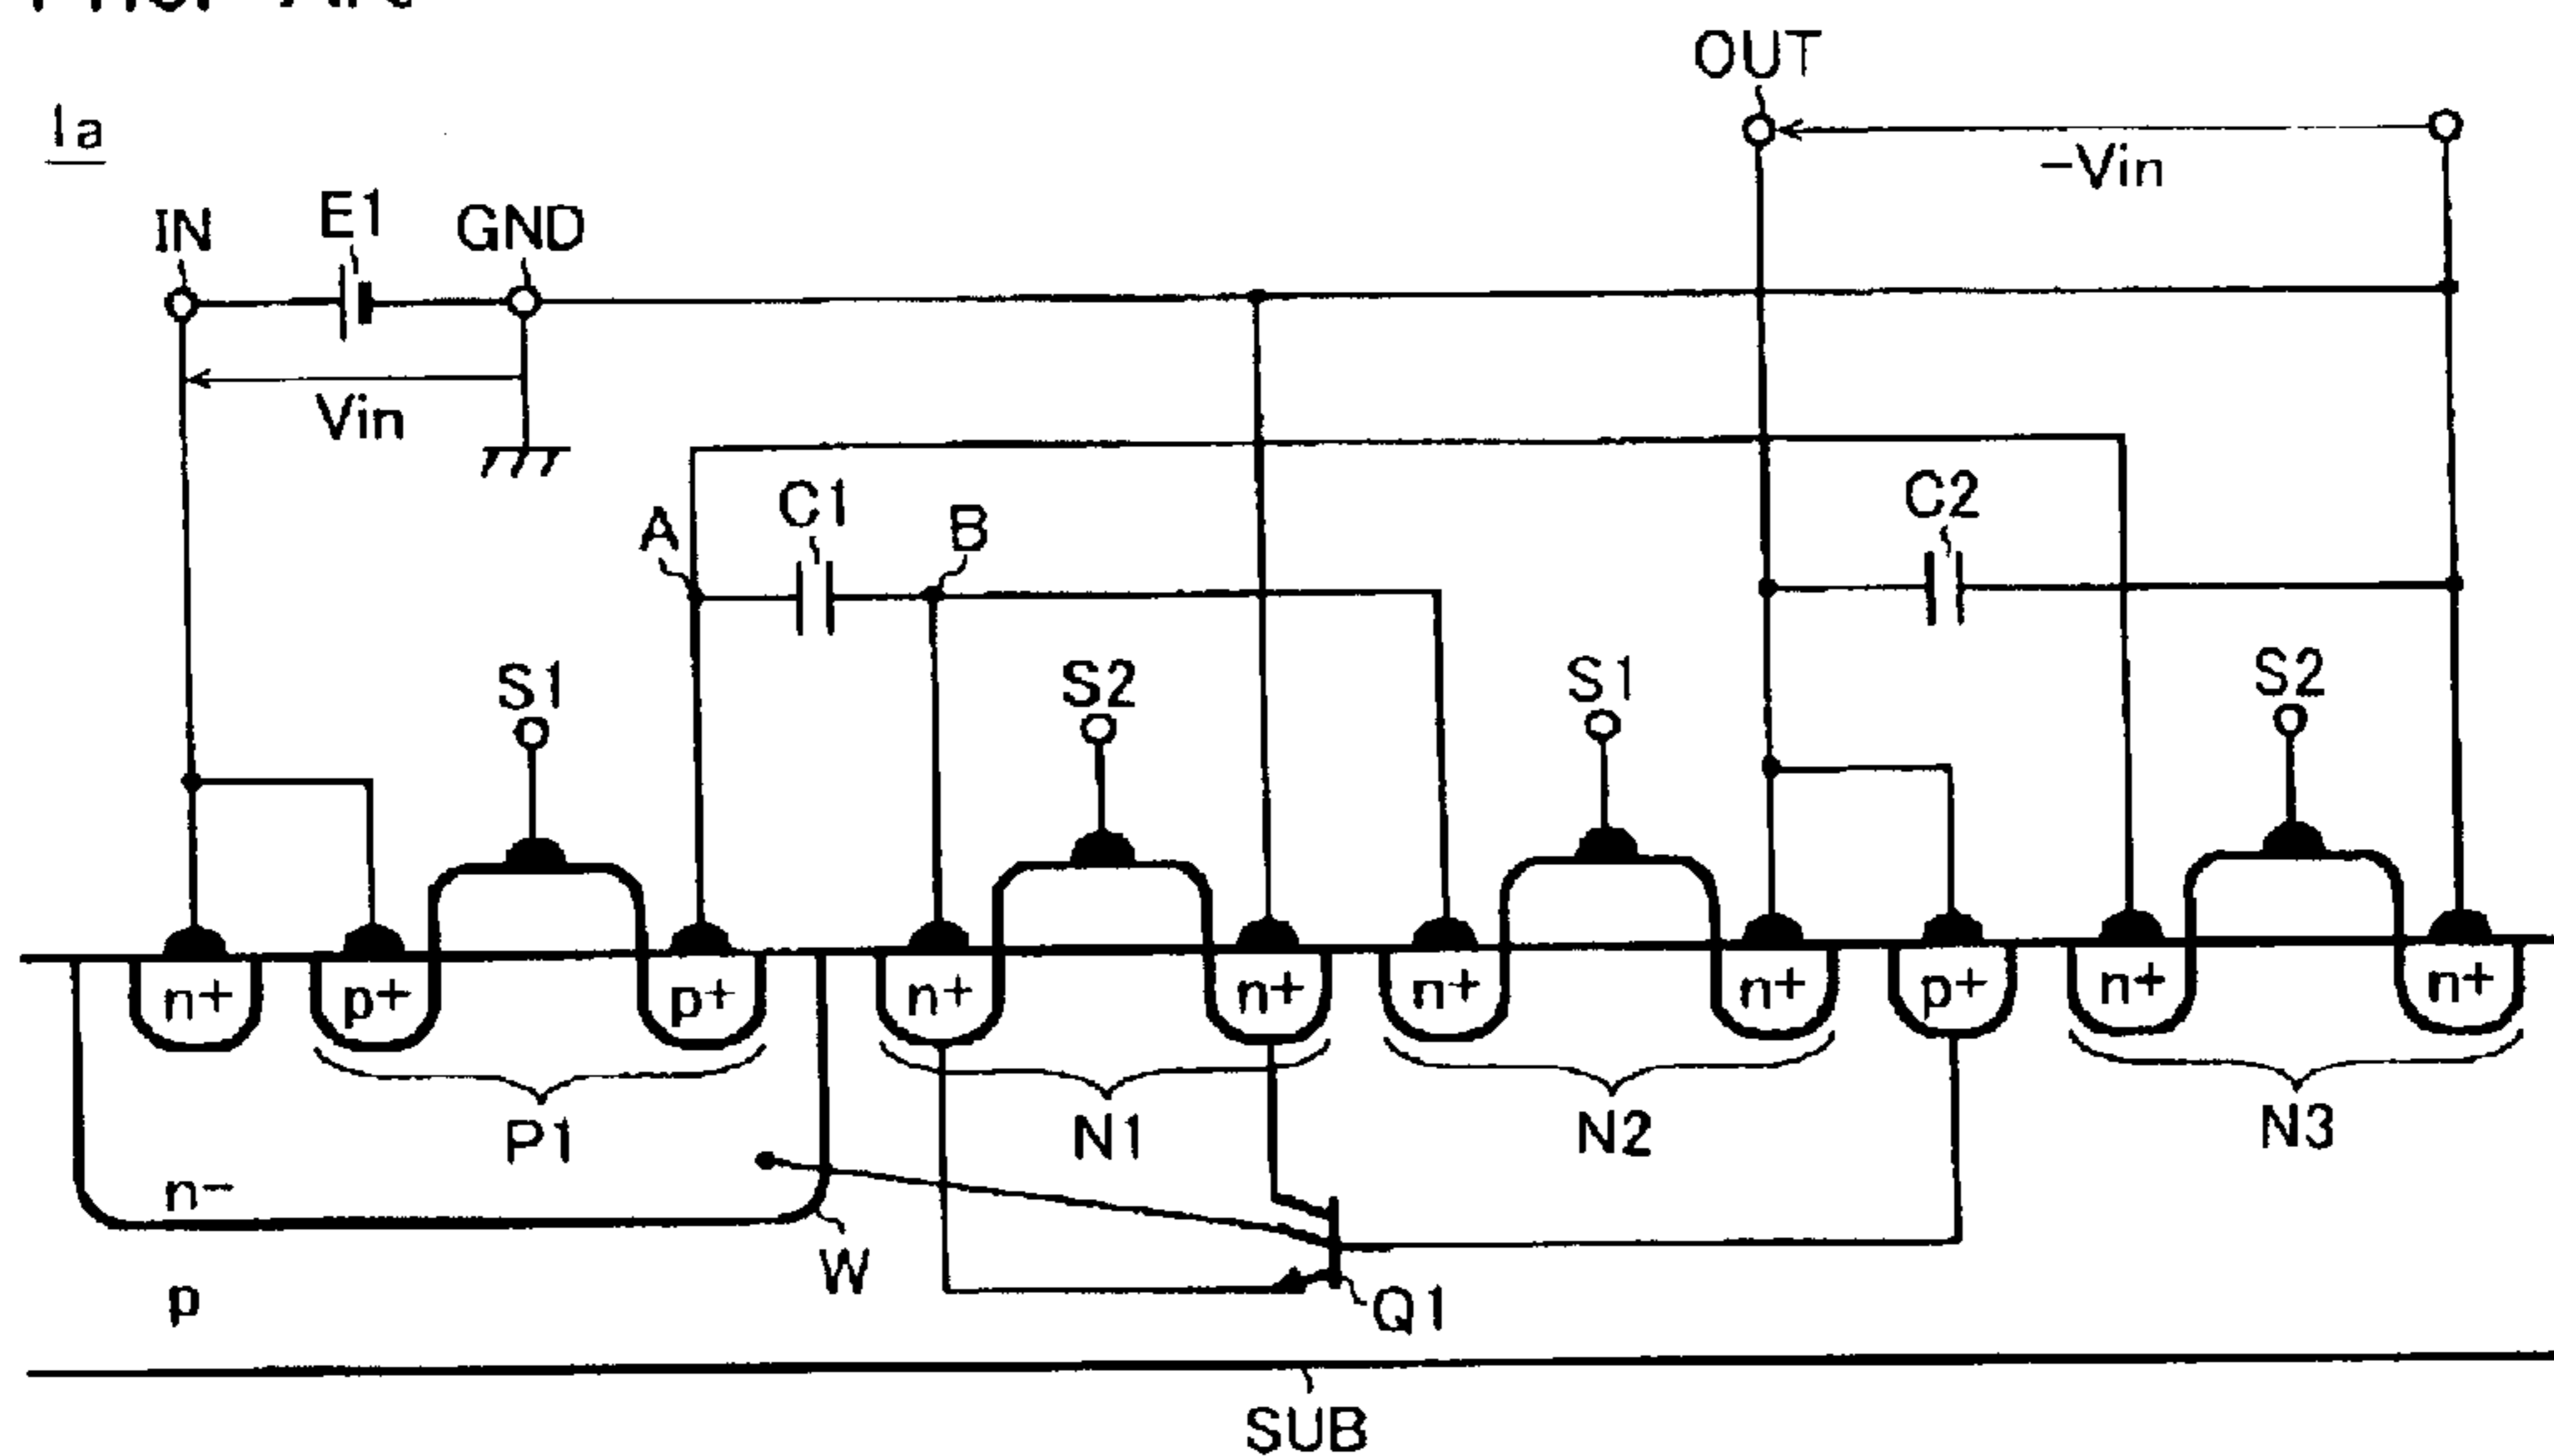 1a
OUT
-Vin
IN
E1
GND
Vin
A
C1
B
C2
S1
S2
S1
S2
n+
p+
p+
n+
n+
n+
n+
p+
n+
n+
P1
N1
N2
N3
n-
W
p
Q1
SUB